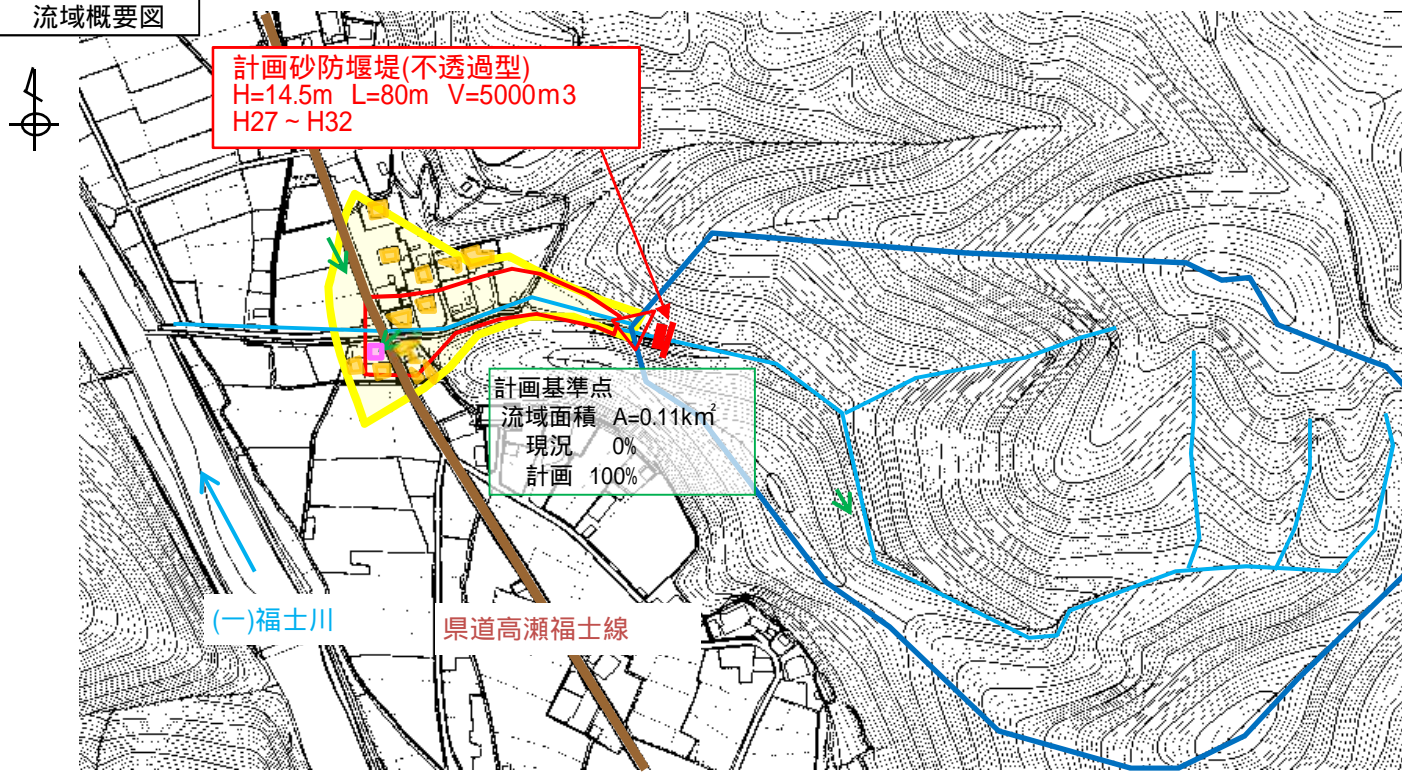 流域概要図
計画砂防堰堤(不透過型)
H=14.5m L=80m V=5000m3
H27~H32
計画基準点
流域面積 A=0.11km²
現況 0%
計画 100%
(一)福士川
県道高瀬福士線